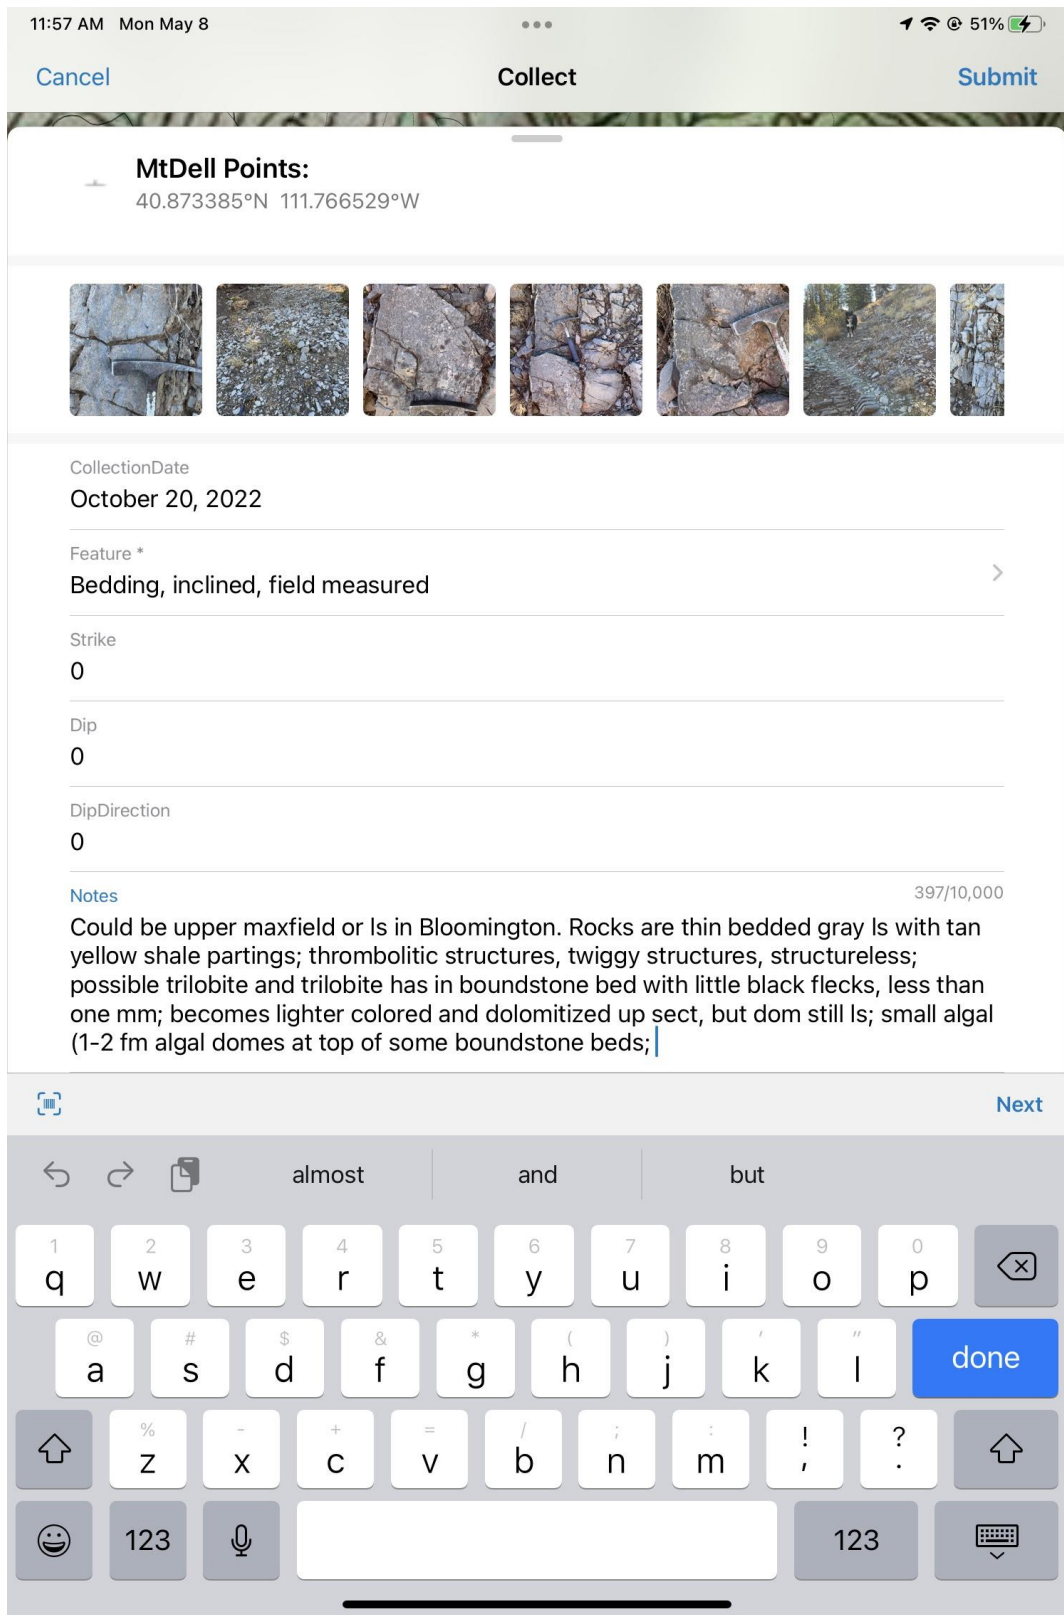 11:57 AM Mon May 8
51%
Cancel
Collect
Submit
MtDell Points:
40.873385°N 111.766529°W
CollectionDate
October 20, 2022
Feature *
Bedding, inclined, field measured
Strike
0
Dip
0
DipDirection
0
Notes
397/10,000
Could be upper maxfield or ls in Bloomington. Rocks are thin bedded gray ls with tan
yellow shale partings; thrombolitic structures, twiggy structures, structureless;
possible trilobite and trilobite has in boundstone bed with little black flecks, less than
one mm; becomes lighter colored and dolomitized up sect, but dom still ls; small algal
(1-2 fm algal domes at top of some boundstone beds;
Next
almost
and
but
1 2 3 4 5 6 7 8 9 0
q w e r t y u i o p
@ # $ & * ( ) ' "
a s d f g h j k l done
% - + = / ; : ! ?
z x c v b n m , .
123
123